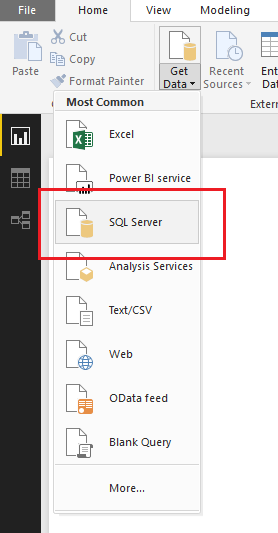 File
Home
Modeling
Paste
Cut
Copy
Format Painter
Get
Data
Recent
Sources
Ent
Dat
C
Extern
Most Common
Excel
Power BI service
SQL Server
Analysis Services
Text/CSV
Web
OData feed
Blank Query
More...